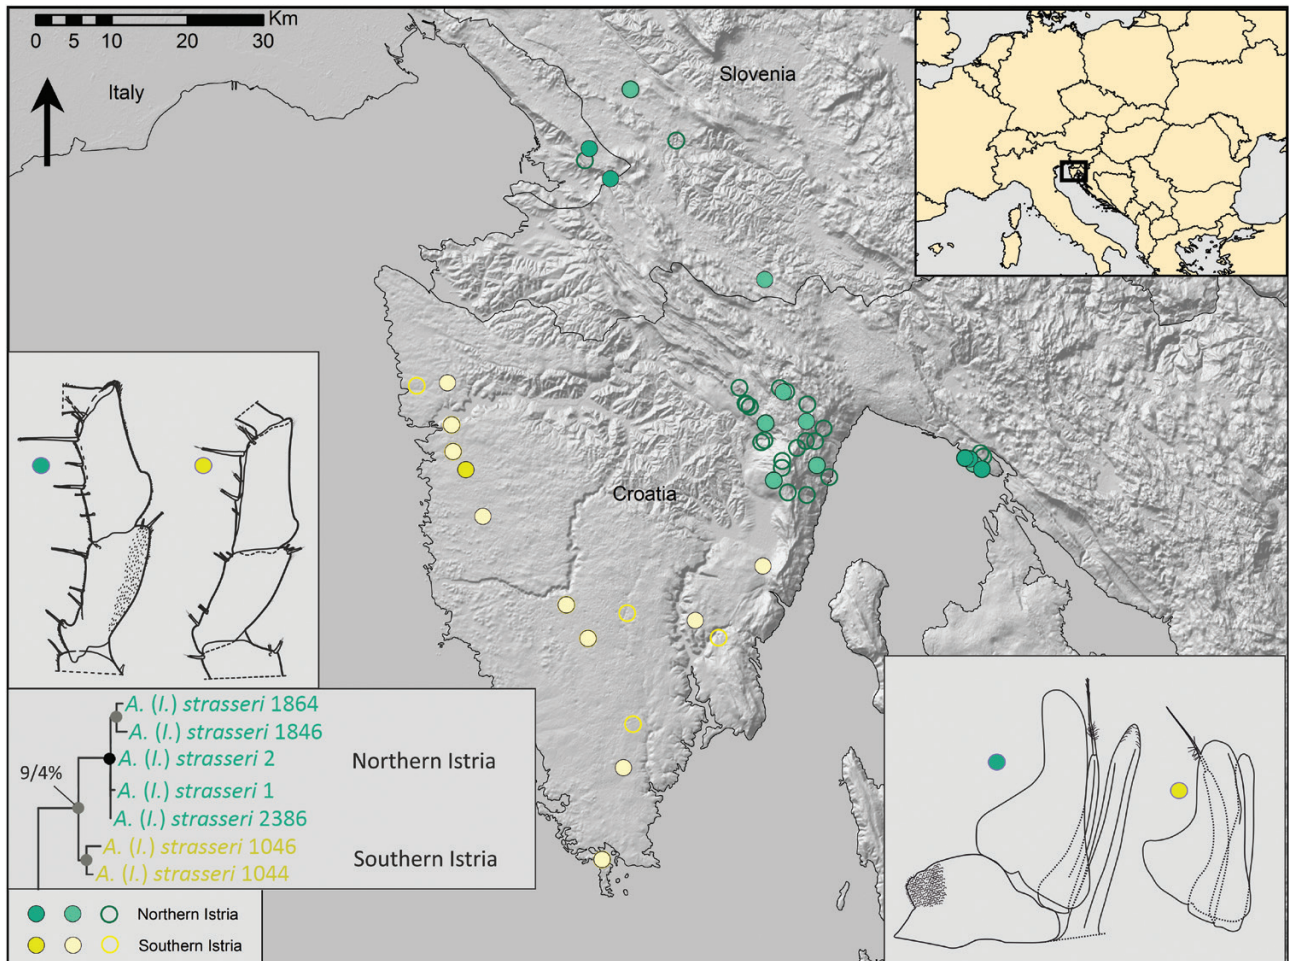 Km
0 5 10 20 30
Italy
Slovenia
Croatia
A. (I.) strasseri 1864
A. (I.) strasseri 1846
A. (I.) strasseri 2
Northern Istria
9/4%
A. (I.) strasseri 1
A. (I.) strasseri 2386
A. (I.) strasseri 1046
Southern Istria
A. (I.) strasseri 1044
Northern Istria
Southern Istria